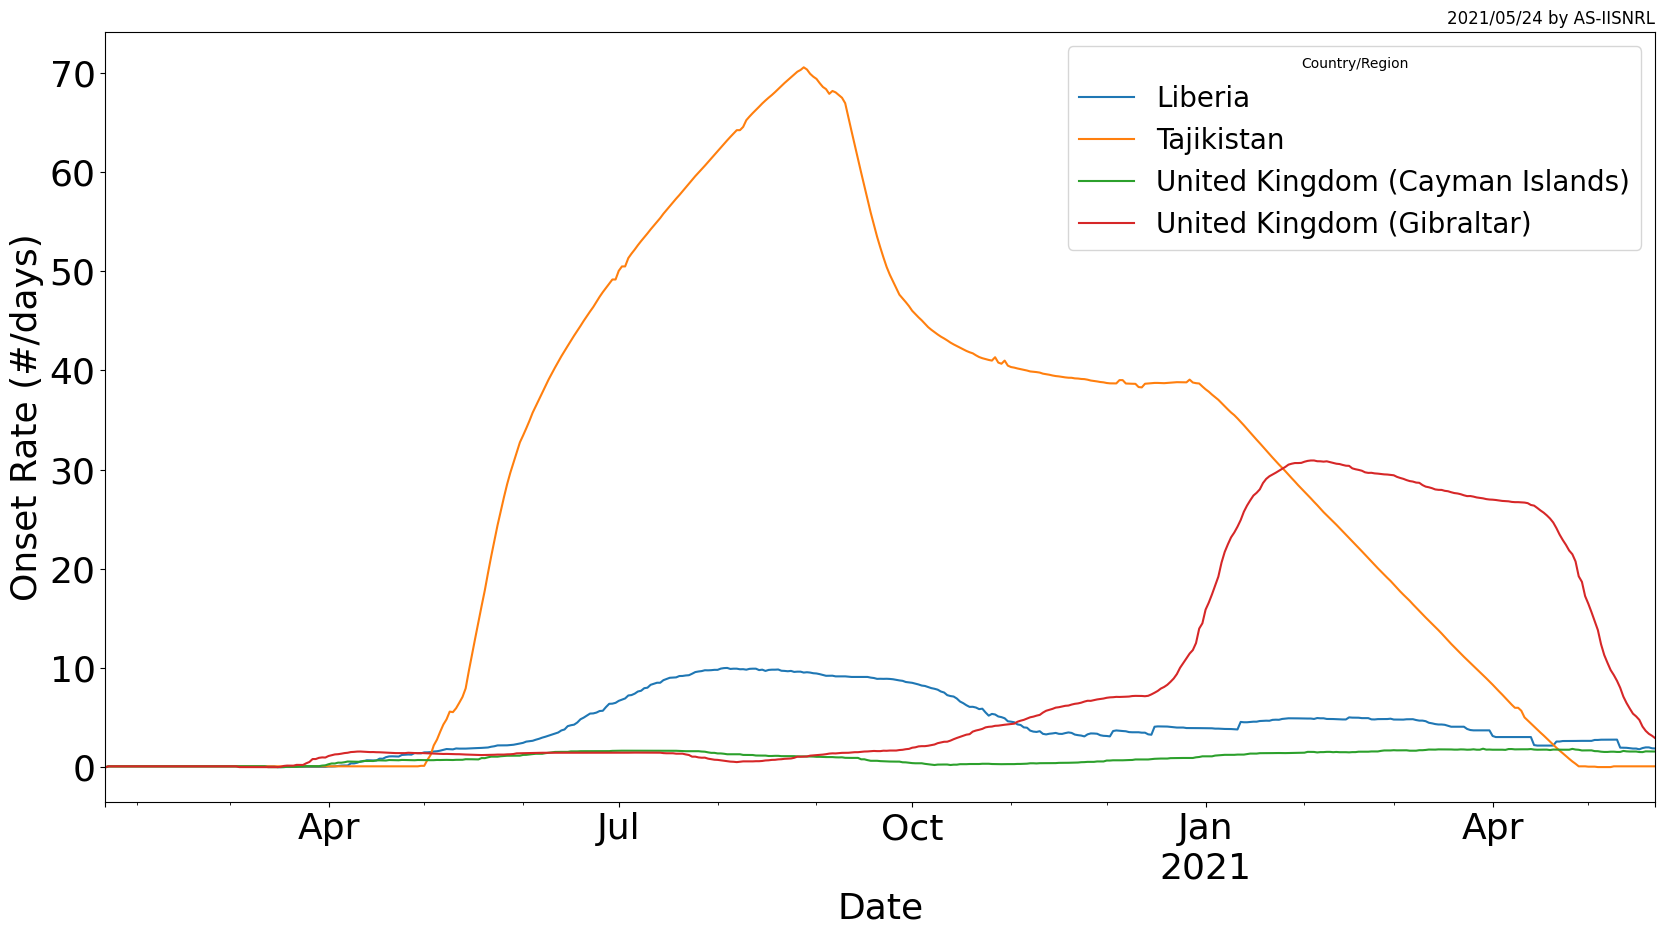 2021/05/24 by AS-IISNRL
Country/Region
Liberia
Tajikistan
United Kingdom (Cayman Islands)
United Kingdom (Gibraltar)
Onset Rate (#/days)
70
60
50
40
30
20
10
0
Apr Jul Oct Jan Apr
2021
Date